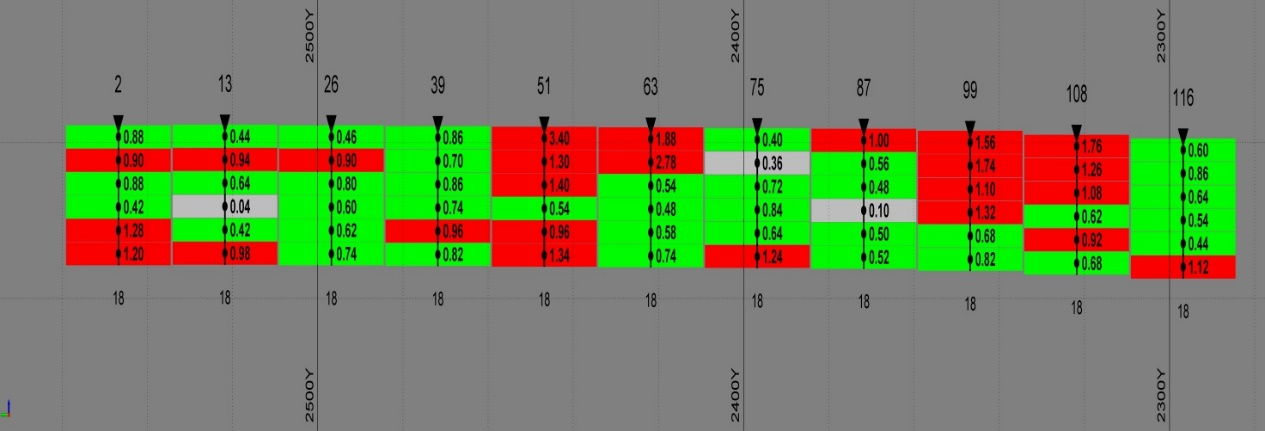 2500Y 2400Y 2300Y
2 13 26 39 51 63 75 87 99 108 116
0.88 0.44 0.46 0.86 3.40 1.88 0.40 1.00 1.56 1.76 0.60
0.90 0.94 0.90 0.70 1.30 2.78 0.36 0.56 1.74 1.26 0.86
0.88 0.64 0.80 0.86 1.40 0.54 0.72 0.48 1.10 1.08 0.64
0.42 0.04 0.60 0.74 0.54 0.48 0.84 0.10 1.32 0.62 0.54
1.28 0.42 0.62 0.96 0.96 0.58 0.64 0.50 0.68 0.92 0.44
1.20 0.98 0.74 0.82 1.34 0.74 1.24 0.52 0.82 0.68 1.12
18 18 18 18 18 18 18 18 18 18 18
2500Y 2400Y 2300Y